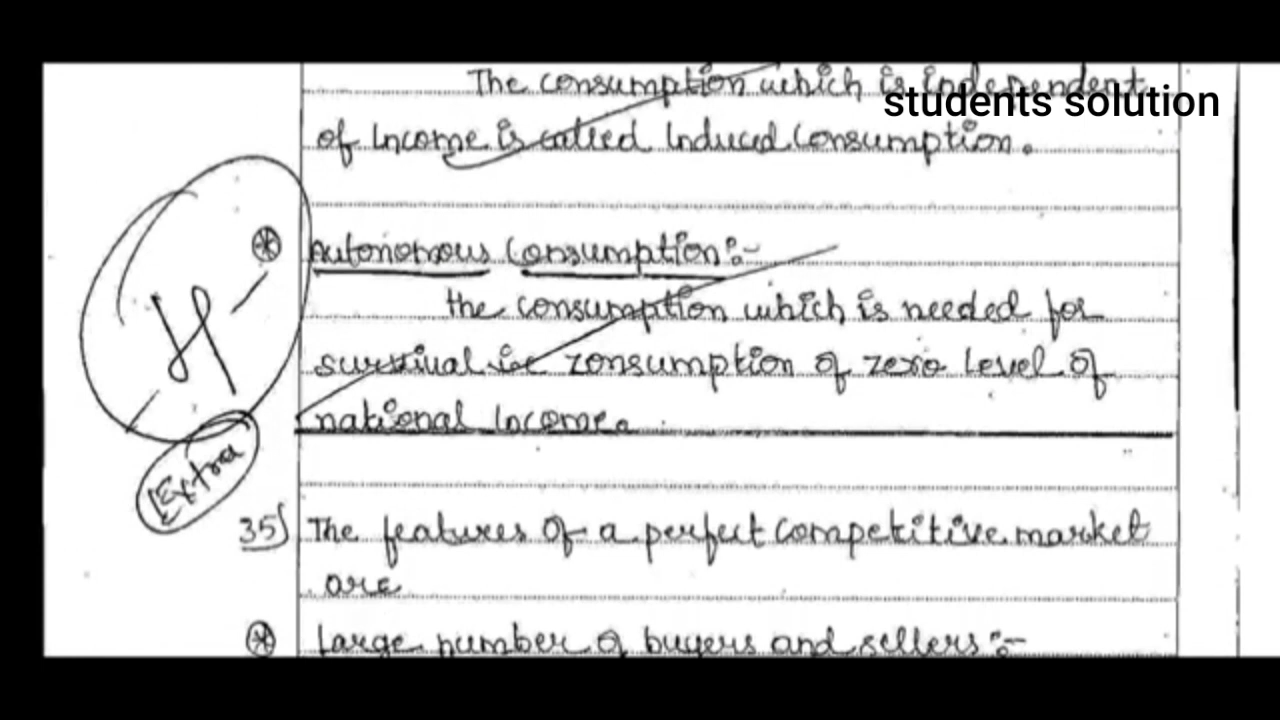 The consumption which is independent
students solution
of Income is called Induced Consumption.
* Autonomous Consumption:-
the consumption which is needed for
survival ie zonsumption of zero level of
national Income.
[Extra
35) The features of a perfect competitive market
are
* Large number of buyers and sellers:-